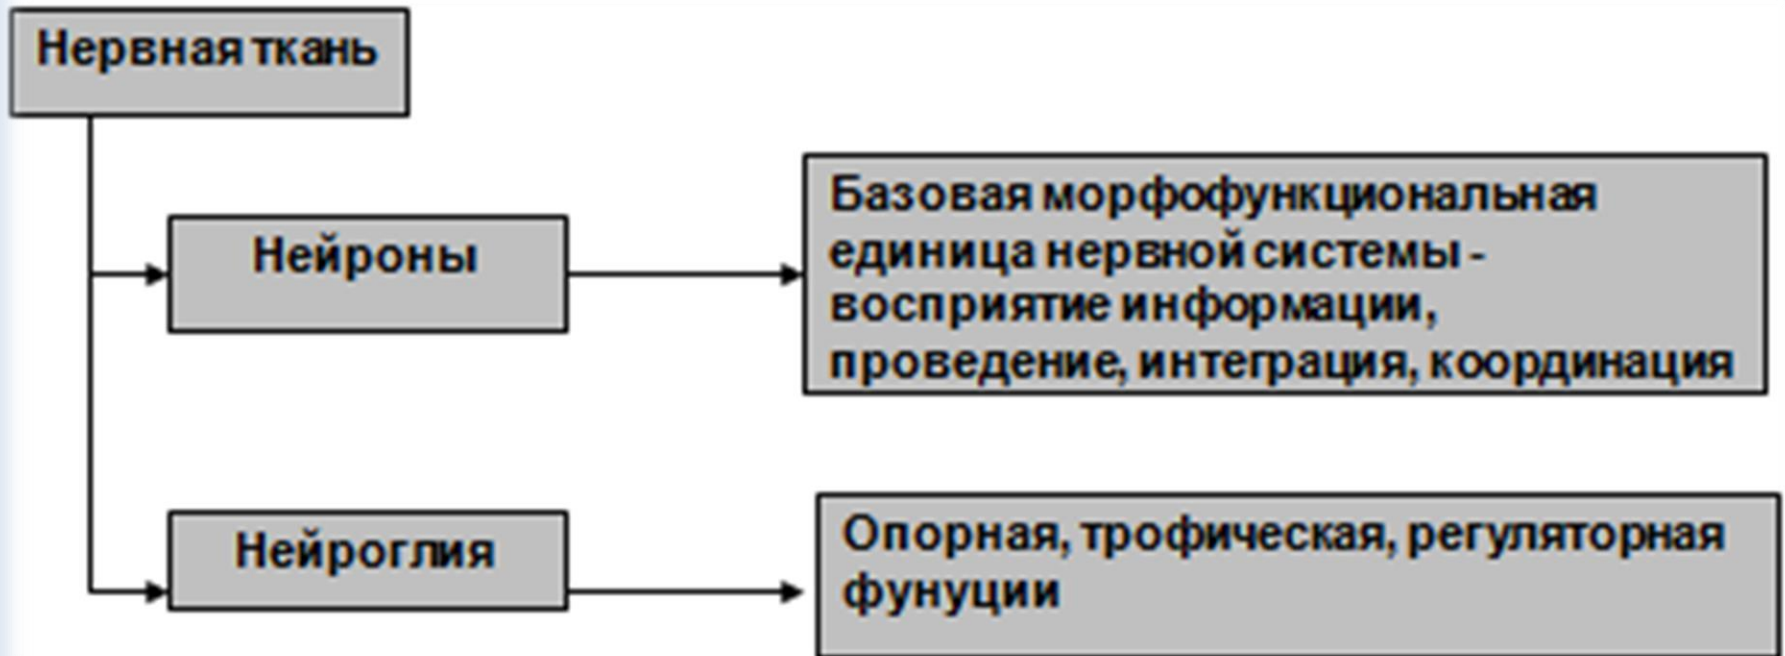 Нервная ткань
Нейроны
Базовая морфофункциональная
единица нервной системы -
восприятие информации,
проведение, интеграция, координация
Нейроглия
Опорная, трофическая, регуляторная
фунуции